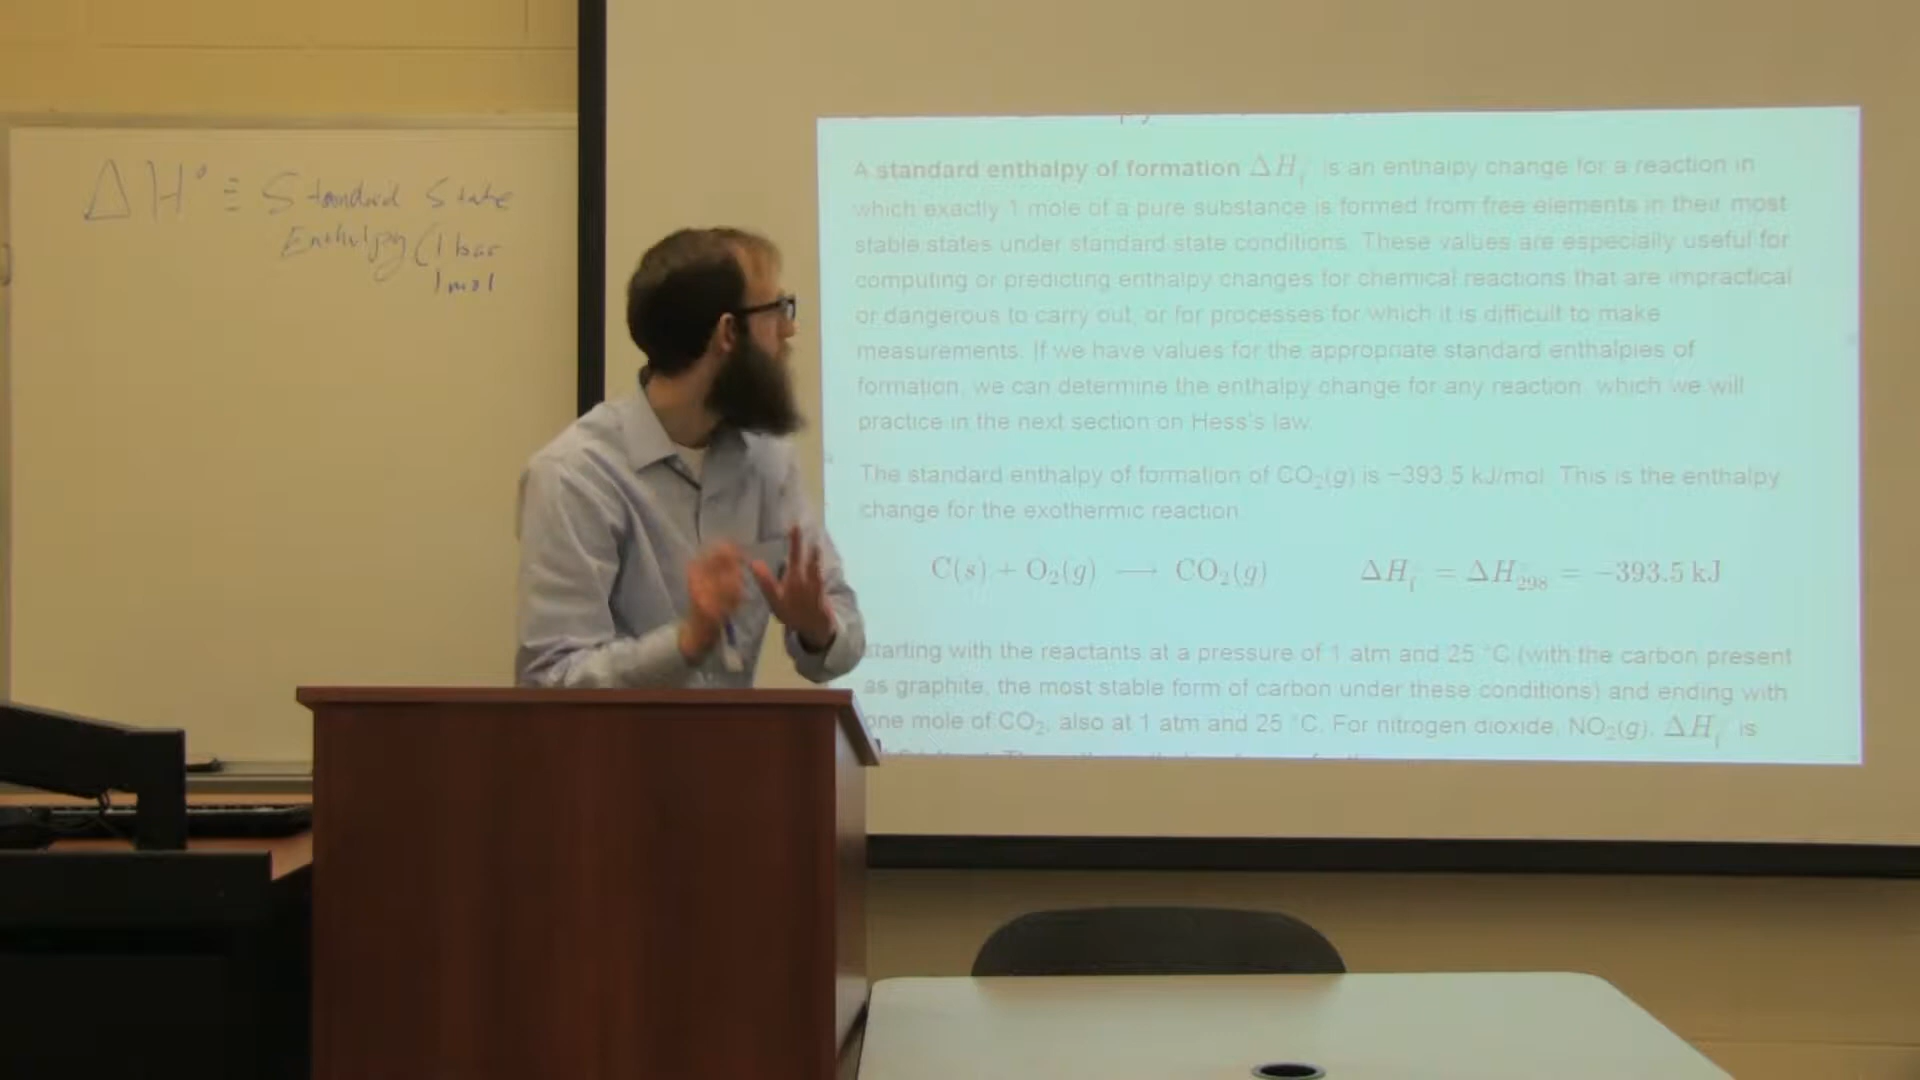 ΔH° ≡ Standard State
Enthalpy (1 bar
1 mol
A standard enthalpy of formation ΔH_f is an enthalpy change for a reaction in
which exactly 1 mole of a pure substance is formed from free elements in their most
stable states under standard state conditions. These values are especially useful for
computing or predicting enthalpy changes for chemical reactions that are impractical
or dangerous to carry out, or for processes for which it is difficult to make
measurements. If we have values for the appropriate standard enthalpies of
formation, we can determine the enthalpy change for any reaction, which we will
practice in the next section on Hess's law.
The standard enthalpy of formation of CO₂(g) is −393.5 kJ/mol. This is the enthalpy
change for the exothermic reaction
C(s) + O₂(g) ⟶ CO₂(g) ΔH_f = ΔH₂₉₈ = −393.5 kJ
starting with the reactants at a pressure of 1 atm and 25 °C (with the carbon present
as graphite, the most stable form of carbon under these conditions) and ending with
one mole of CO₂, also at 1 atm and 25 °C. For nitrogen dioxide, NO₂(g), ΔH_f is